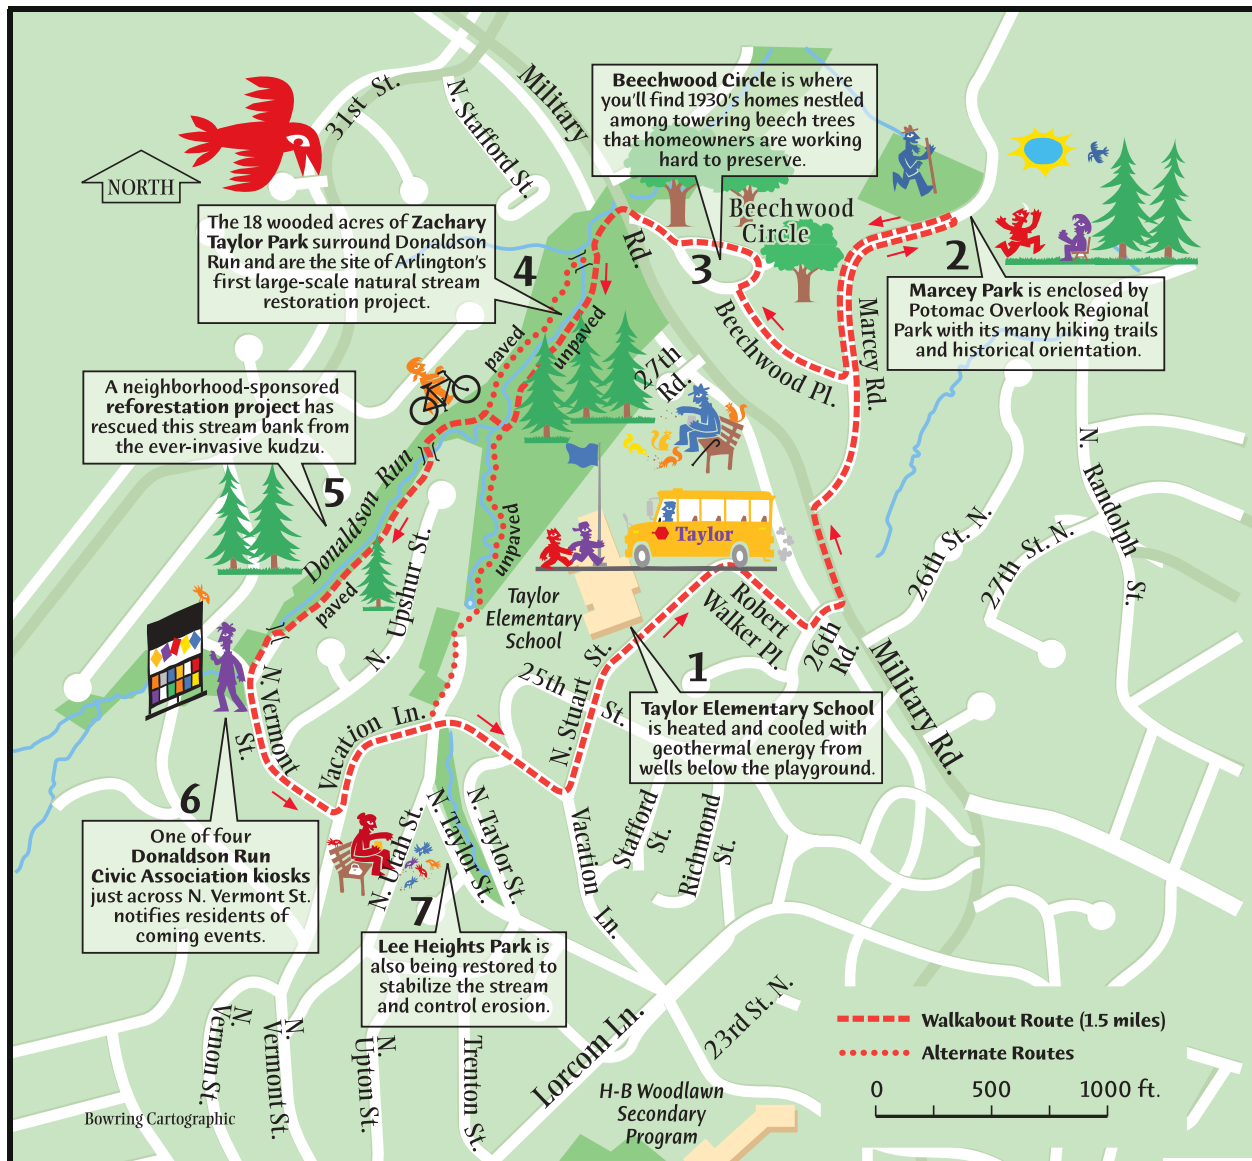 NORTH
31st St.
N. Stafford St.
Military
Rd.
Beechwood Circle is where
you'll find 1930's homes nestled
among towering beech trees
that homeowners are working
hard to preserve.
Beechwood
Circle
3
2
Marcey Park is enclosed by
Potomac Overlook Regional
Park with its many hiking trails
and historical orientation.
Marcey Rd.
Beechwood Pl.
The 18 wooded acres of Zachary
Taylor Park surround Donaldson
Run and are the site of Arlington's
first large-scale natural stream
restoration project.
4
paved
unpaved
27th
Rd.
A neighborhood-sponsored
reforestation project has
rescued this stream bank from
the ever-invasive kudzu.
5
Donaldson Run
paved
unpaved
N. Upshur St.
Taylor
Taylor
Elementary
School
Robert
Walker Pl.
26th
Rd.
Military Rd.
26th St. N.
27th St. N.
N. Randolph St.
1
Taylor Elementary School
is heated and cooled with
geothermal energy from
wells below the playground.
25th St.
N. Stuart St.
N. Vermont St.
Vacation Ln.
6
One of four
Donaldson Run
Civic Association kiosks
just across N. Vermont St.
notifies residents of
coming events.
N. Utah St.
N. Taylor St.
N. Taylor St.
Vacation Ln.
Stafford St.
Richmond St.
7
Lee Heights Park is
also being restored to
stabilize the stream
and control erosion.
N. Vernon St.
N. Vermont St.
N. Upton St.
Trenton St.
Lorcom Ln.
23rd St. N.
H-B Woodlawn
Secondary
Program
Walkabout Route (1.5 miles)
Alternate Routes
0 500 1000 ft.
Bowring Cartographic